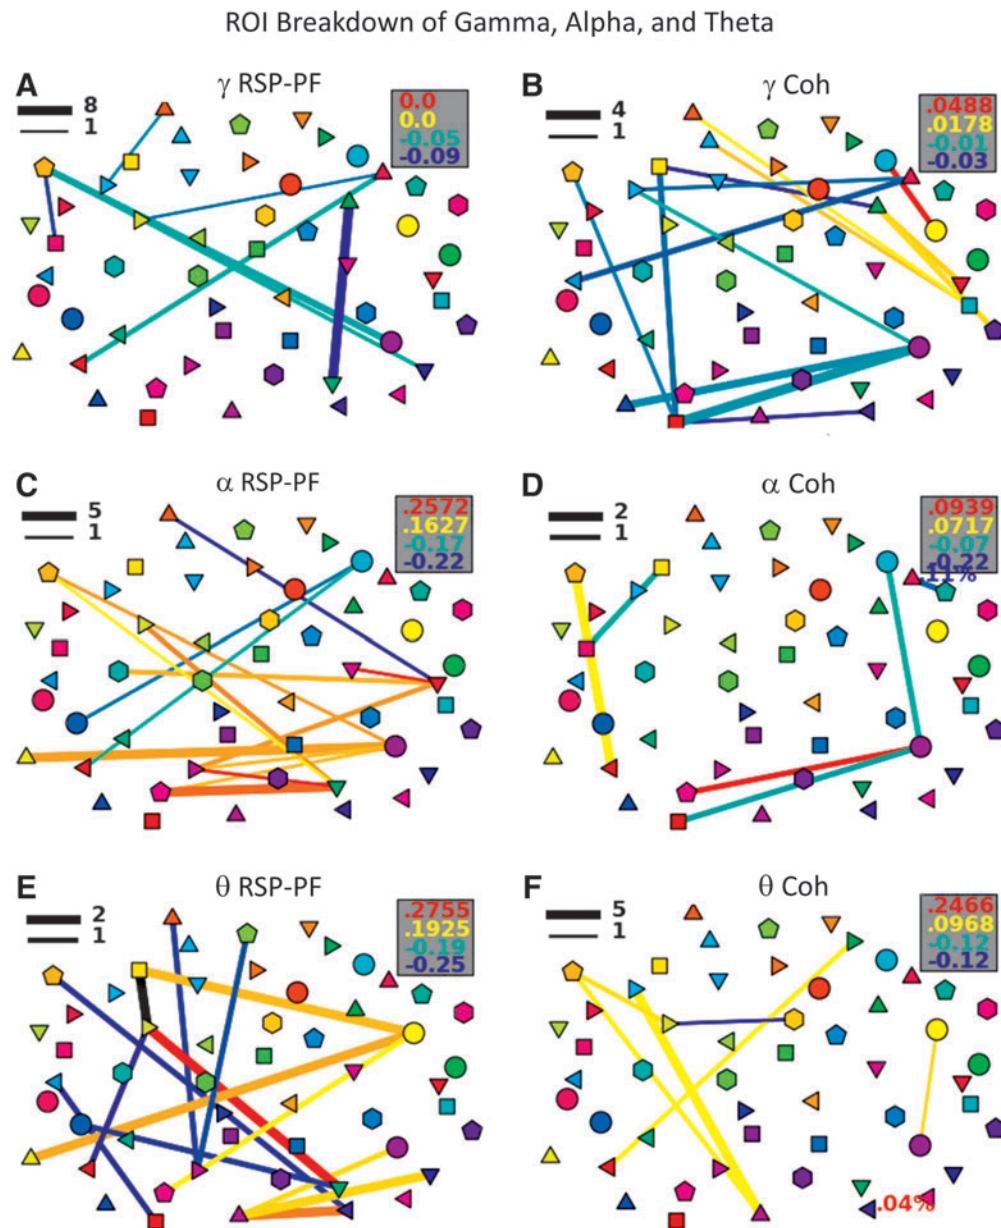 ROI Breakdown of Gamma, Alpha, and Theta
A
γ RSP-PF
8
1
0.0
0.0
-0.05
-0.09
B
γ Coh
4
1
.0488
.0178
-0.01
-0.03
C
α RSP-PF
5
1
.2572
.1627
-0.17
-0.22
D
α Coh
2
1
.0939
.0717
-0.07
-0.22
.11%
E
θ RSP-PF
2
1
.2755
.1925
-0.19
-0.25
F
θ Coh
5
1
.2466
.0968
-0.12
-0.12
.04%